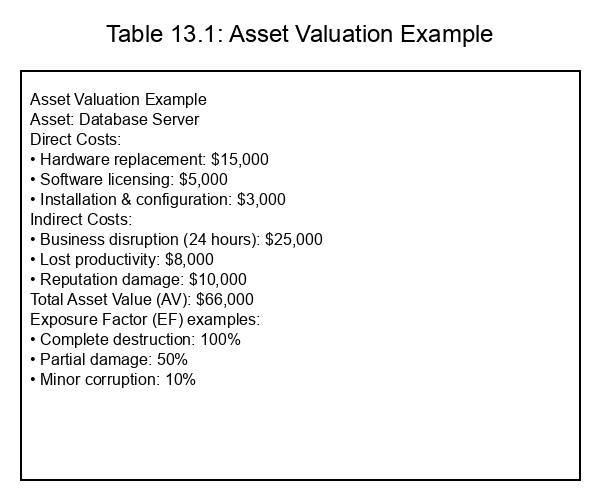 Table 13.1: Asset Valuation Example
Asset Valuation Example
Asset: Database Server
Direct Costs:
• Hardware replacement: $15,000
• Software licensing: $5,000
• Installation & configuration: $3,000
Indirect Costs:
• Business disruption (24 hours): $25,000
• Lost productivity: $8,000
• Reputation damage: $10,000
Total Asset Value (AV): $66,000
Exposure Factor (EF) examples:
• Complete destruction: 100%
• Partial damage: 50%
• Minor corruption: 10%